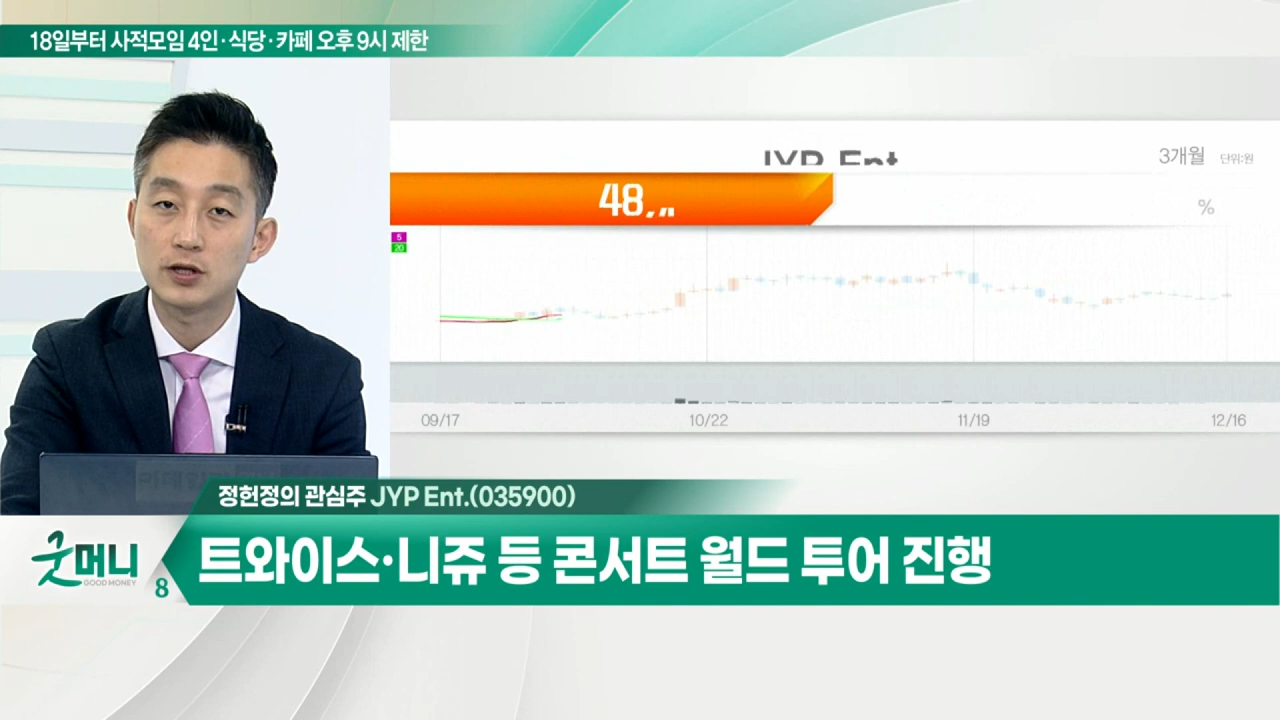 18일부터 사적모임 4인·식당·카페 오후 9시 제한
JYP Ent.
3개월 단위:원
48,
%
5
20
09/17 10/22 11/19 12/16
정헌정의 관심주 JYP Ent.(035900)
굿머니
GOOD MONEY
8
트와이스·니쥬 등 콘서트 월드 투어 진행